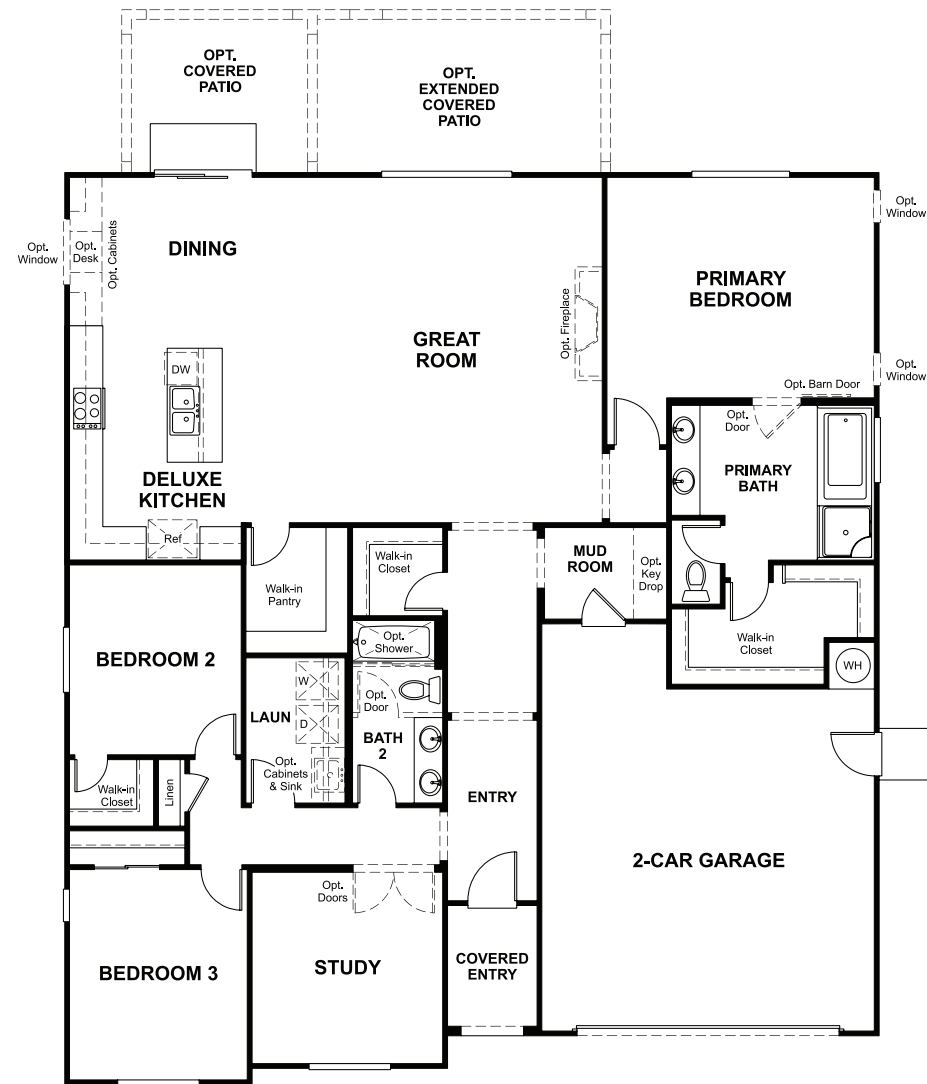 OPT.
COVERED
PATIO
OPT.
EXTENDED
COVERED
PATIO
Opt.
Window
Opt.
Desk
Opt. Cabinets
DINING
GREAT
ROOM
Opt. Fireplace
PRIMARY
BEDROOM
Opt.
Window
Opt.
Window
Opt. Barn Door
Opt.
Door
PRIMARY
BATH
DW
DELUXE
KITCHEN
Ref
Walk-in
Pantry
Walk-in
Closet
MUD
ROOM
Opt.
Key
Drop
Walk-in
Closet
WH
BEDROOM 2
Opt.
Shower
W
D
LAUN
Opt.
Cabinets
& Sink
Opt.
Door
BATH
2
Walk-in
Closet
Linen
ENTRY
2-CAR GARAGE
Opt.
Doors
BEDROOM 3
STUDY
COVERED
ENTRY